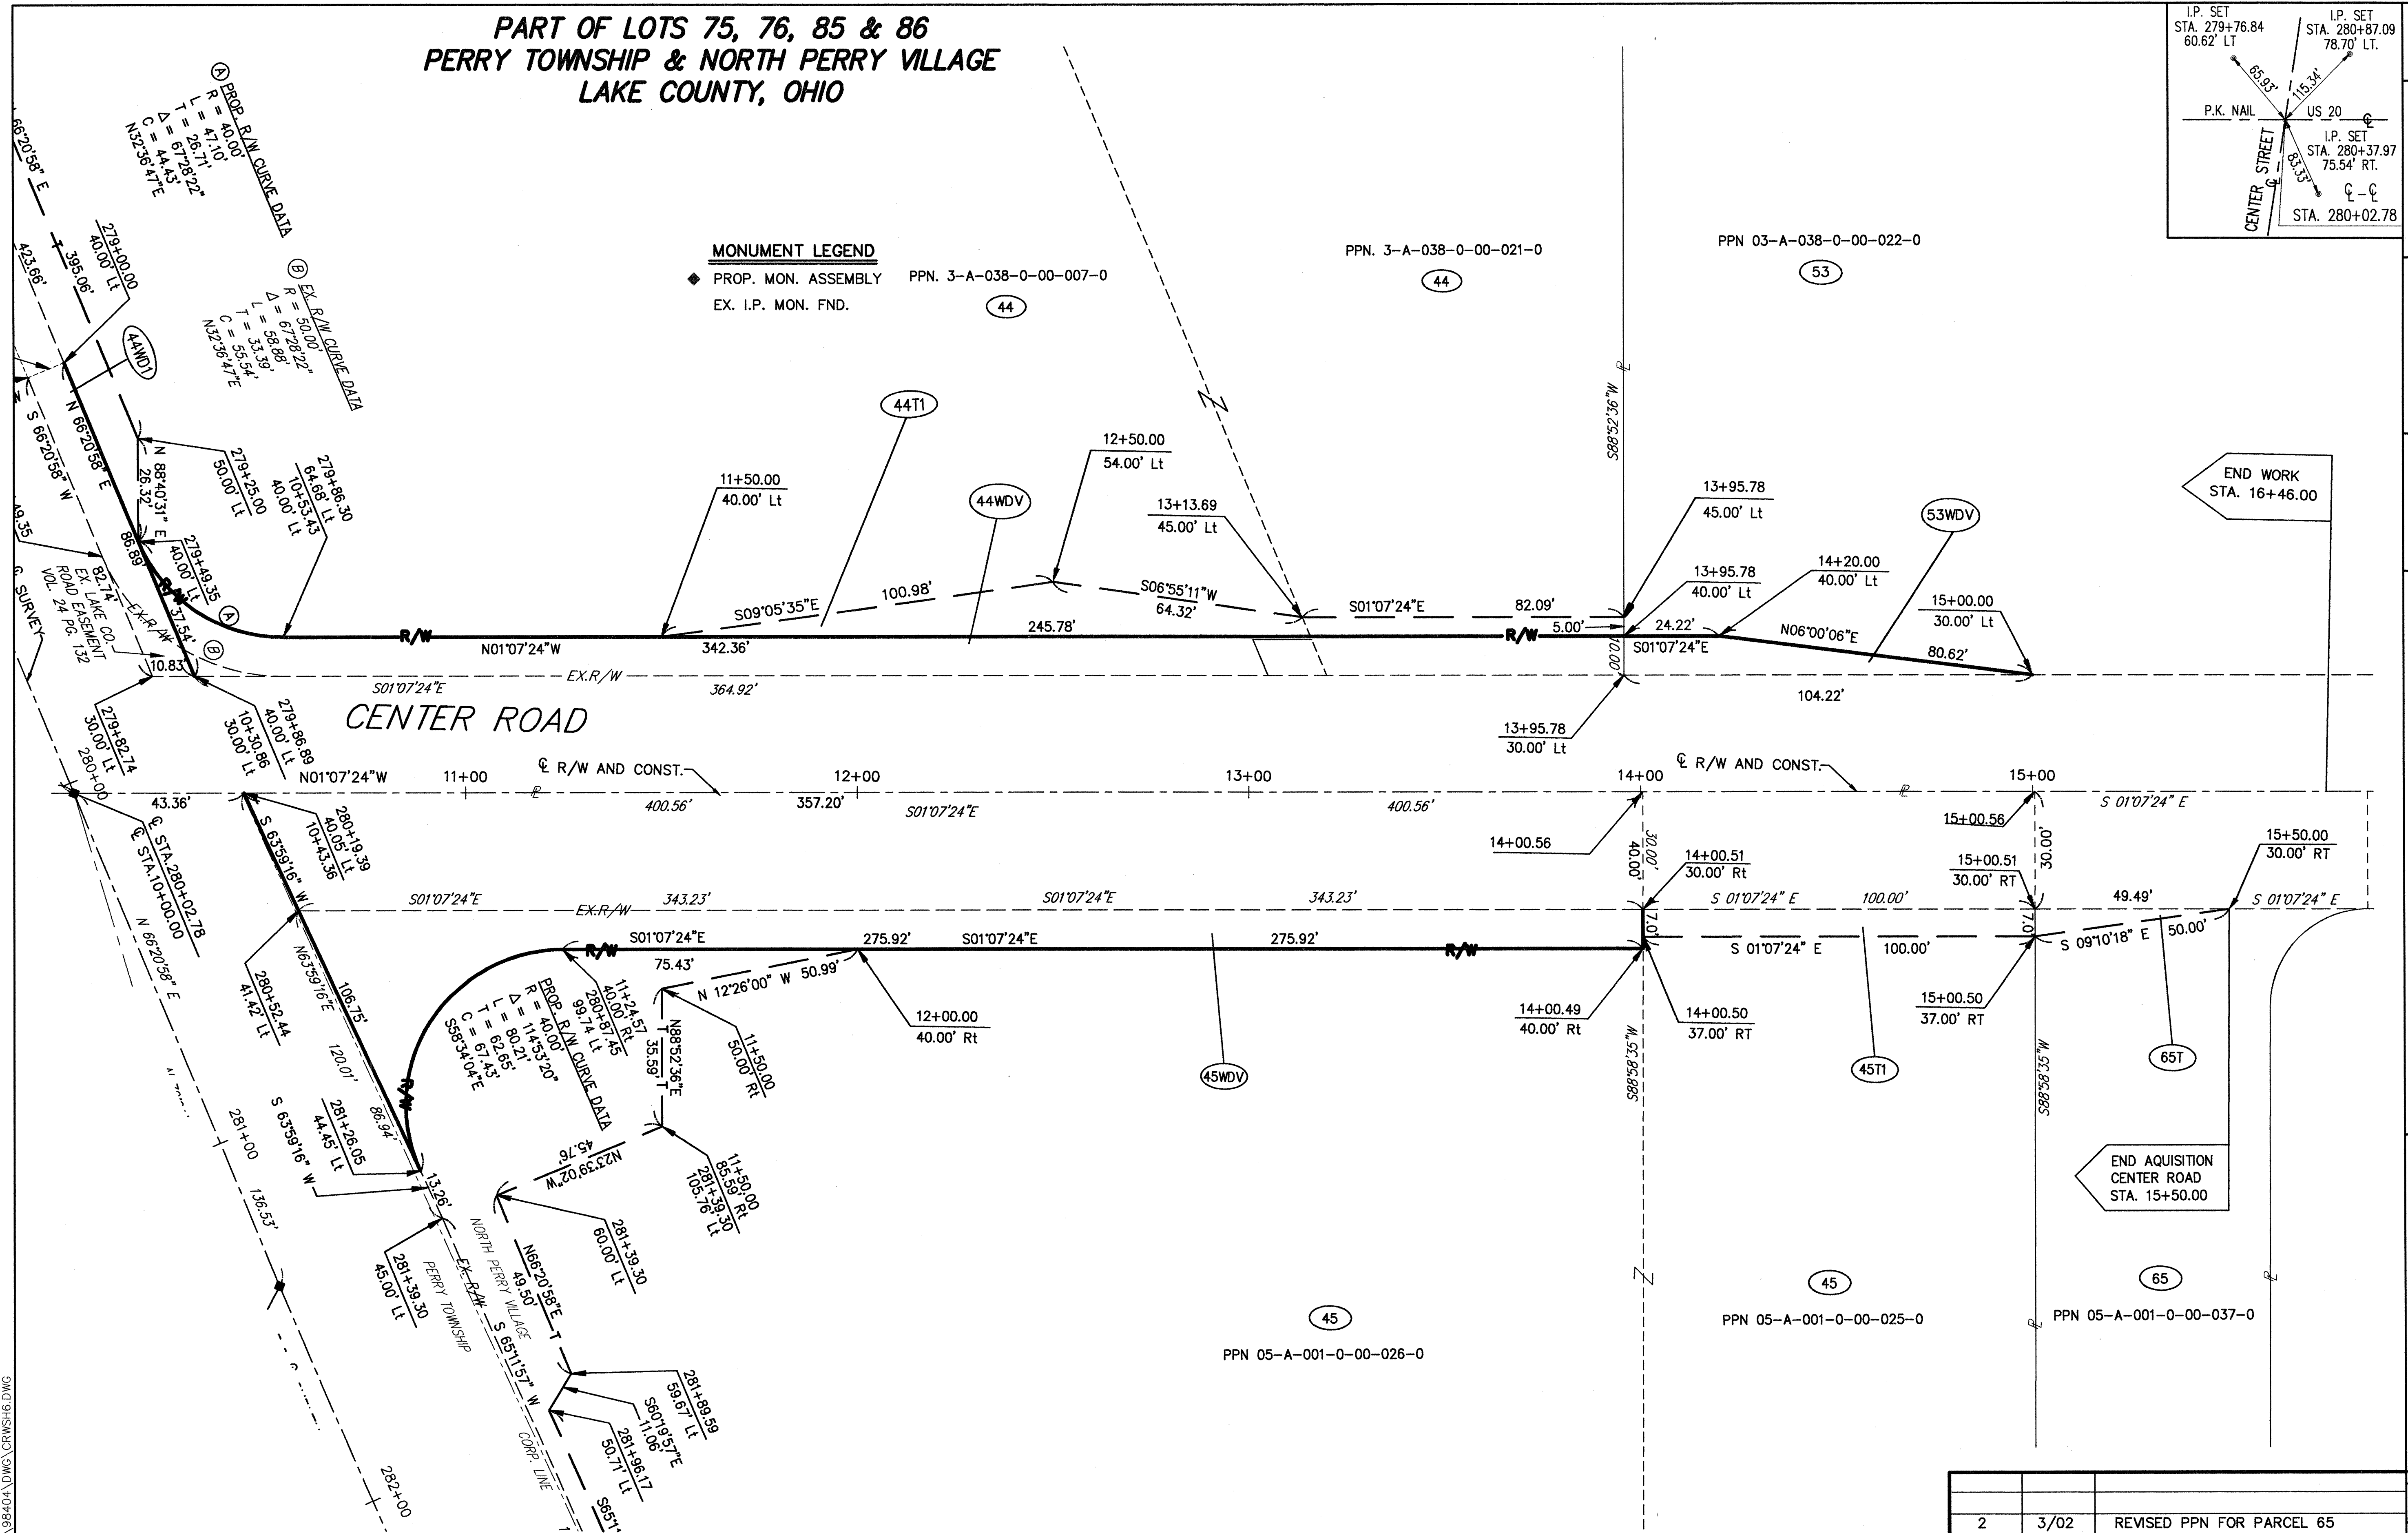 PART OF LOTS 75, 76, 85 & 86
PERRY TOWNSHIP & NORTH PERRY VILLAGE
LAKE COUNTY, OHIO
I.P. SET
STA. 279+76.84
60.62' LT
I.P. SET
STA. 280+87.09
78.70' LT.
65.93'
115.34'
P.K. NAIL
US 20
℄
I.P. SET
STA. 280+37.97
75.54' RT.
83.33'
CENTER STREET
℄
℄ - ℄
STA. 280+02.78
Ⓐ PROP. R/W CURVE DATA
R = 40.00'
L = 47.10'
T = 26.71'
Δ = 67°28'22"
C = 44.43'
N32°36'47"E
Ⓑ EX. R/W CURVE DATA
R = 50.00'
Δ = 67°28'22"
L = 58.88'
T = 33.39'
C = 55.54'
N32°36'47"E
MONUMENT LEGEND
PROP. MON. ASSEMBLY
EX. I.P. MON. FND.
PPN. 3-A-038-0-00-007-0
44
PPN. 3-A-038-0-00-021-0
44
PPN 03-A-038-0-00-022-0
53
66°20'58" E
T
395.06'
423.66'
279+00.00
40.00' Lt
44WD1
N 66°20'58" E
S 66°20'58" W
N 88°40'31" E
26.32'
279+25.00
50.00' Lt
279+86.30
64.68' Lt
10+53.43
40.00' Lt
86.89'
279+49.35
40.00' Lt
49.35
82.74'
EX. LAKE CO.
ROAD EASEMENT
VOL. 24 PG. 132
R/W
37.54'
EX.R/W
Ⓐ
Ⓑ
10.83'
℄ SURVEY
279+82.74
30.00' Lt
280+00
279+86.89
40.00' Lt
10+30.86
30.00' Lt
11+50.00
40.00' Lt
44T1
44WDV
12+50.00
54.00' Lt
13+13.69
45.00' Lt
S09°05'35"E
100.98'
S06°55'11"W
64.32'
S01°07'24"E
82.09'
S88°52'36"W
13+95.78
45.00' Lt
13+95.78
40.00' Lt
14+20.00
40.00' Lt
53WDV
15+00.00
30.00' Lt
END WORK
STA. 16+46.00
R/W
N01°07'24"W
342.36'
245.78'
R/W
5.00'
24.22'
S01°07'24"E
N06°00'06"E
80.62'
10.00'
S01°07'24"E
EX.R/W
364.92'
104.22'
13+95.78
30.00' Lt
CENTER ROAD
N01°07'24"W
11+00
℄ R/W AND CONST.
12+00
13+00
14+00
℄ R/W AND CONST.
15+00
43.36'
400.56'
357.20'
S01°07'24"E
400.56'
S 01°07'24" E
14+00.56
15+00.56
℄ STA.280+02.78
℄ STA.10+00.00
280+19.39
40.05' Lt
10+43.36
S 63°59'16" W
N 66°20'58" E
30.00'
40.00'
14+00.51
30.00' Rt
15+00.51
30.00' RT
30.00'
15+50.00
30.00' RT
S01°07'24"E
EX.R/W
343.23'
S01°07'24"E
343.23'
S 01°07'24" E
100.00'
49.49'
S 01°07'24" E
R/W
S01°07'24"E
75.43'
275.92'
S01°07'24"E
275.92'
R/W
7.0'
S 01°07'24" E
100.00'
7.0'
S 09°10'18" E
50.00'
280+52.44
41.42' Lt
N63°59'16"E
106.75'
120.01'
86.94'
R/W
11+24.57
40.00' Rt
280+87.45
99.74 Lt
PROP. R/W CURVE DATA
R = 40.00'
Δ = 114°53'20"
L = 80.21'
T = 62.65'
C = 67.43'
S58°34'04"E
N 12°26'00" W 50.99'
N88°52'36"E
T
35.59'
T
11+50.00
50.00' Rt
12+00.00
40.00' Rt
45WDV
14+00.49
40.00' Rt
14+00.50
37.00' RT
S88°58'35"W
45T1
15+00.50
37.00' RT
S88°58'35"W
65T
281+00
281+26.05
44.45' Lt
S 63°59'16" W
136.53'
13.26'
N23°39'02"W
45.76'
11+50.00
85.59' Rt
281+39.30
105.76' Lt
281+39.30
60.00' Lt
281+39.30
45.00' Lt
PERRY TOWNSHIP
NORTH PERRY VILLAGE
EX. R/W
N66°20'58"E
49.50'
T
S 65°11'57" W
CORP. LINE
281+89.59
59.67' Lt
S60°19'57"E
11.06'
281+96.17
50.71' Lt
282+00
END AQUISITION
CENTER ROAD
STA. 15+50.00
45
PPN 05-A-001-0-00-026-0
45
PPN 05-A-001-0-00-025-0
65
PPN 05-A-001-0-00-037-0
\98404\DWG\CRWSH6.DWG
2 3/02 REVISED PPN FOR PARCEL 65